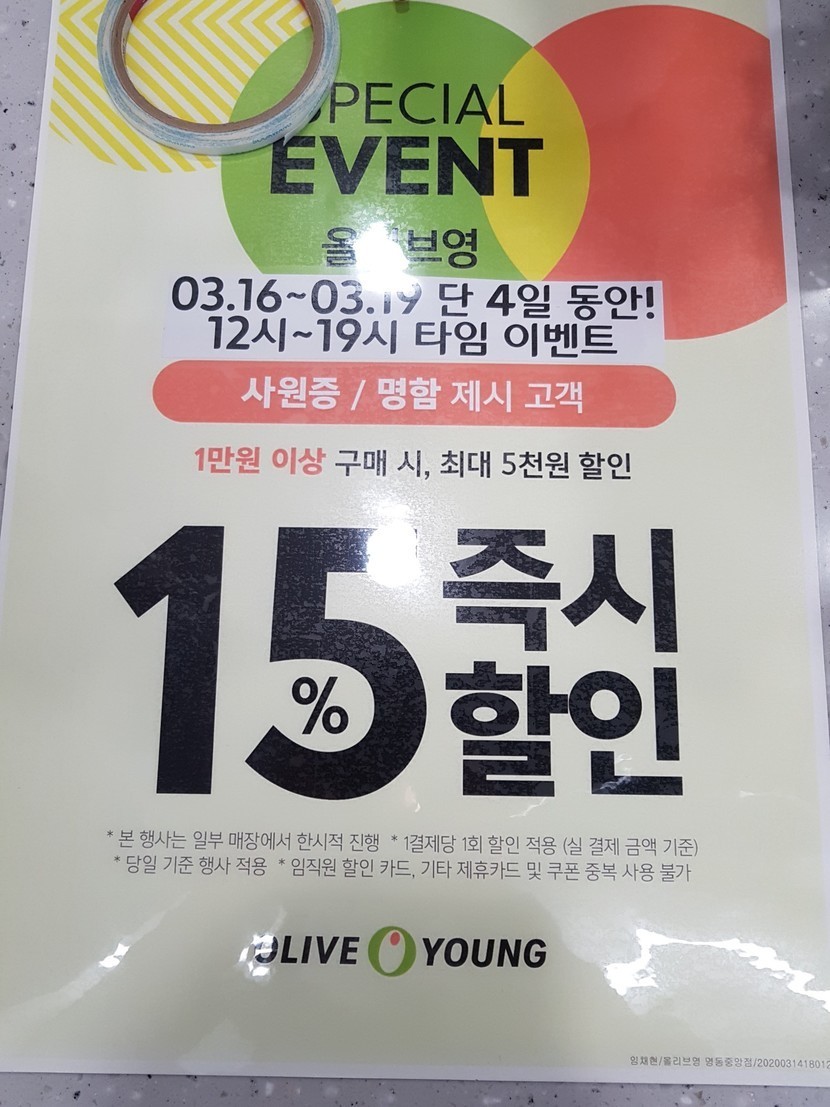 SPECIAL
EVENT
올리브영
03.16~03.19 단 4일 동안!
12시~19시 타임 이벤트
사원증 / 명함 제시 고객
1만원 이상 구매 시, 최대 5천원 할인
15% 즉시
할인
* 본 행사는 일부 매장에서 한시적 진행 * 1결제당 1회 할인 적용 (실 결제 금액 기준)
* 당일 기준 행사 적용 * 임직원 할인 카드, 기타 제휴카드 및 쿠폰 중복 사용 불가
OLIVE YOUNG
임채현/올리브영 명동중앙점/2020031418012